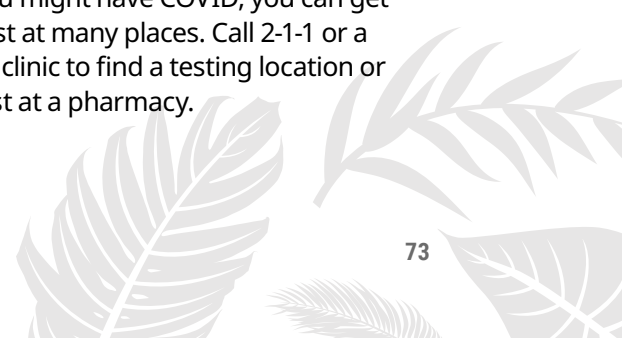 u might have COVID, you can get
st at many places. Call 2-1-1 or a
clinic to find a testing location or
st at a pharmacy.
73